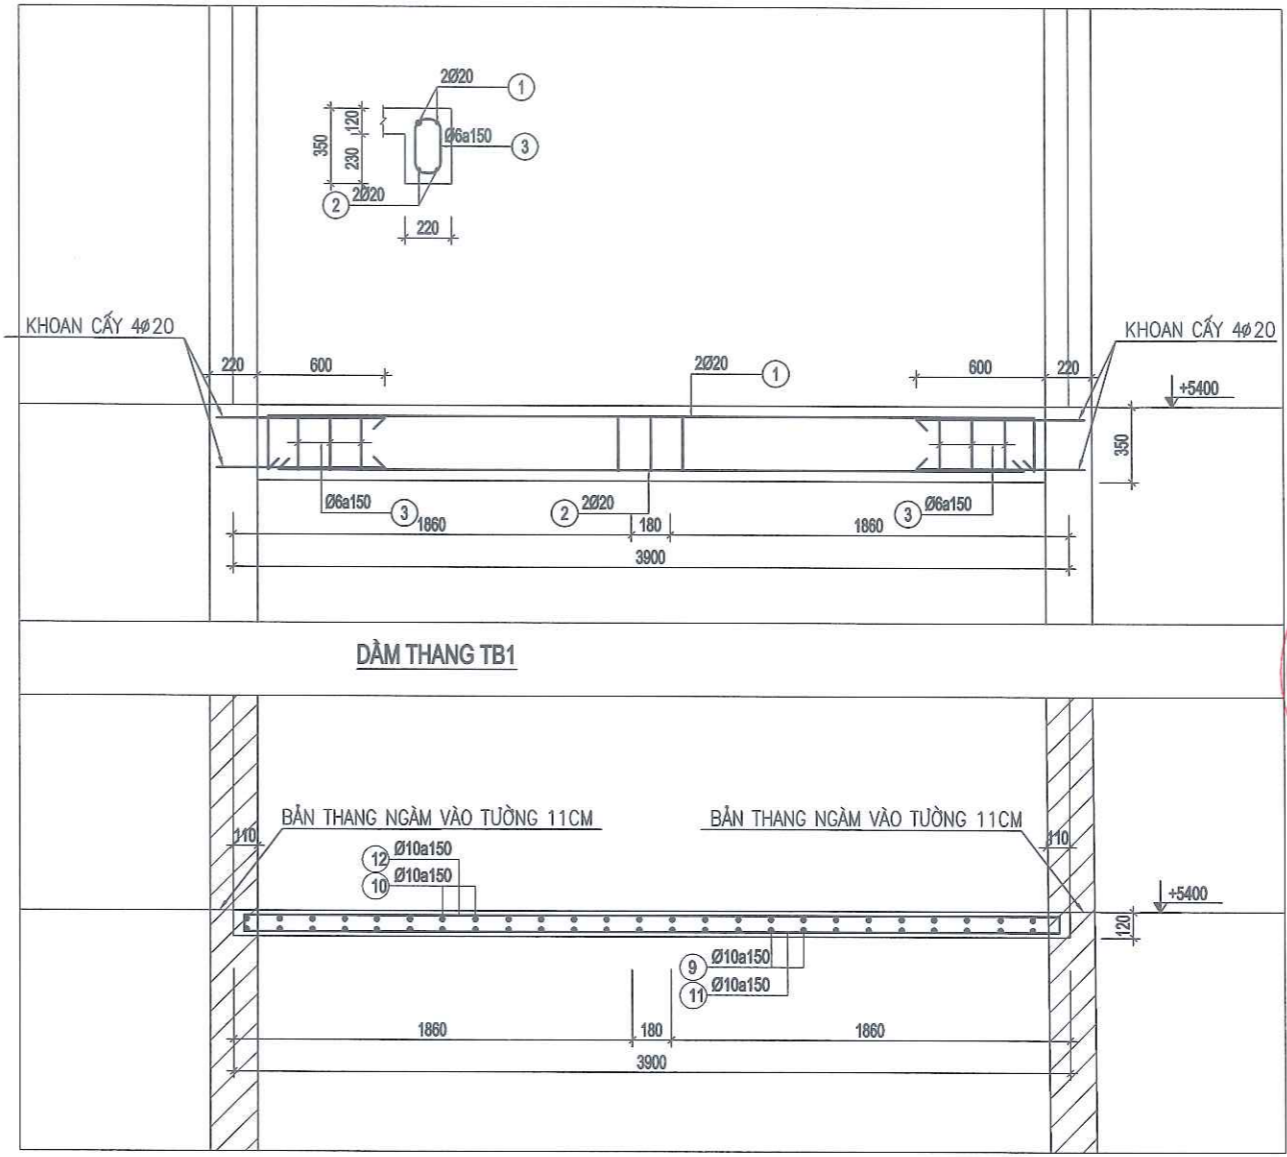 2Ø20
1
350
120
230
Ø6a150
3
2Ø20
2
220
KHOAN CẤY 4Ø20
KHOAN CẤY 4Ø20
220
600
2Ø20
1
600
220
+5400
350
Ø6a150
3
2
2Ø20
3
Ø6a150
1860
180
1860
3900
DẦM THANG TB1
BẢN THANG NGÀM VÀO TƯỜNG 11CM
BẢN THANG NGÀM VÀO TƯỜNG 11CM
110
110
12
Ø10a150
10
Ø10a150
+5400
120
9
Ø10a150
11
Ø10a150
1860
180
1860
3900